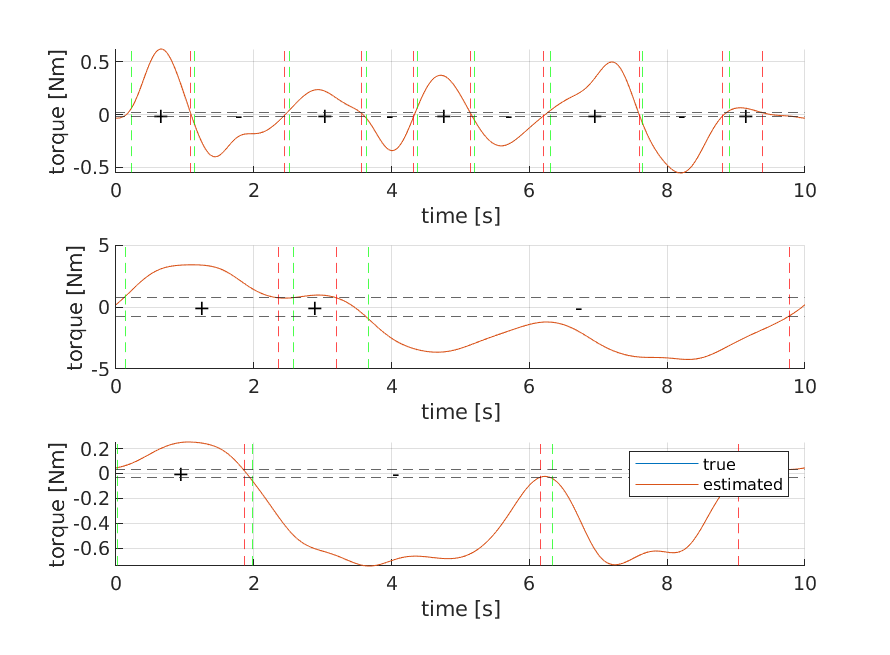 torque [Nm]
0.5
0
-0.5
+ - + - + - + - +
0 2 4 6 8 10
time [s]
torque [Nm]
5
0
-5
+ + -
0 2 4 6 8 10
time [s]
torque [Nm]
0.2
0
-0.2
-0.4
-0.6
+ -
true
estimated
0 2 4 6 8 10
time [s]